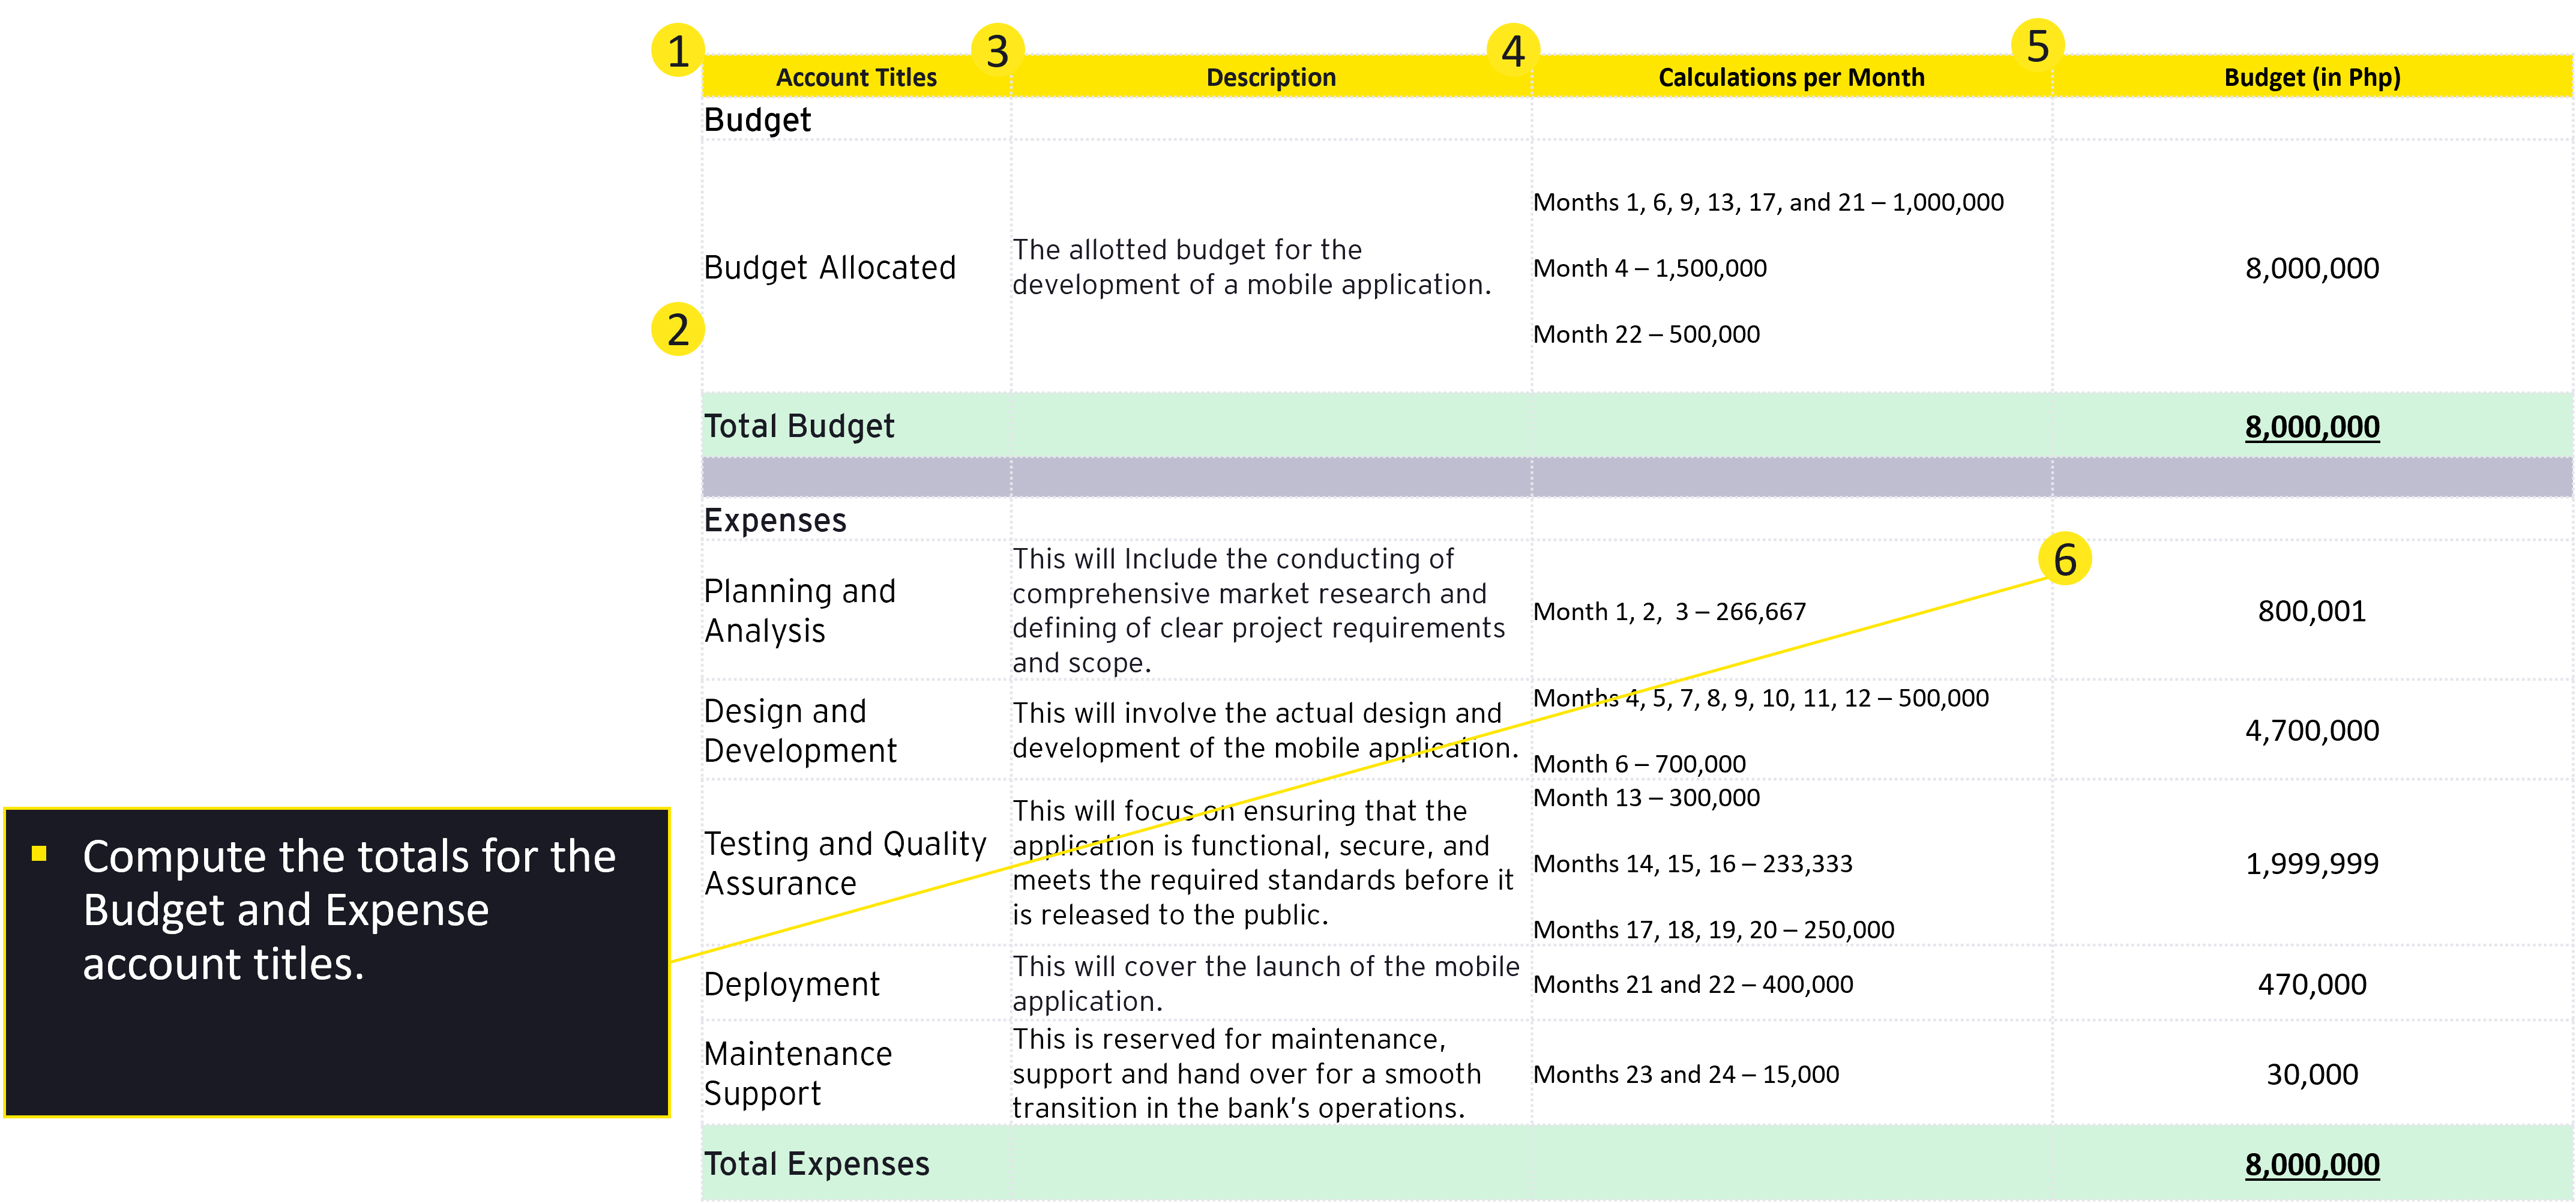 1
3
4
5
Account Titles
Description
Calculations per Month
Budget (in Php)
Budget
Budget Allocated
The allotted budget for the
development of a mobile application.
Months 1, 6, 9, 13, 17, and 21 – 1,000,000
Month 4 – 1,500,000
Month 22 – 500,000
8,000,000
2
Total Budget
8,000,000
Expenses
6
Planning and
Analysis
This will Include the conducting of
comprehensive market research and
defining of clear project requirements
and scope.
Month 1, 2,  3 – 266,667
800,001
Design and
Development
This will involve the actual design and
development of the mobile application.
Months 4, 5, 7, 8, 9, 10, 11, 12 – 500,000
Month 6 – 700,000
4,700,000
Testing and Quality
Assurance
This will focus on ensuring that the
application is functional, secure, and
meets the required standards before it
is released to the public.
Month 13 – 300,000
Months 14, 15, 16 – 233,333
Months 17, 18, 19, 20 – 250,000
1,999,999
Deployment
This will cover the launch of the mobile
application.
Months 21 and 22 – 400,000
470,000
Maintenance
Support
This is reserved for maintenance,
support and hand over for a smooth
transition in the bank’s operations.
Months 23 and 24 – 15,000
30,000
Total Expenses
8,000,000
▪ Compute the totals for the
Budget and Expense
account titles.